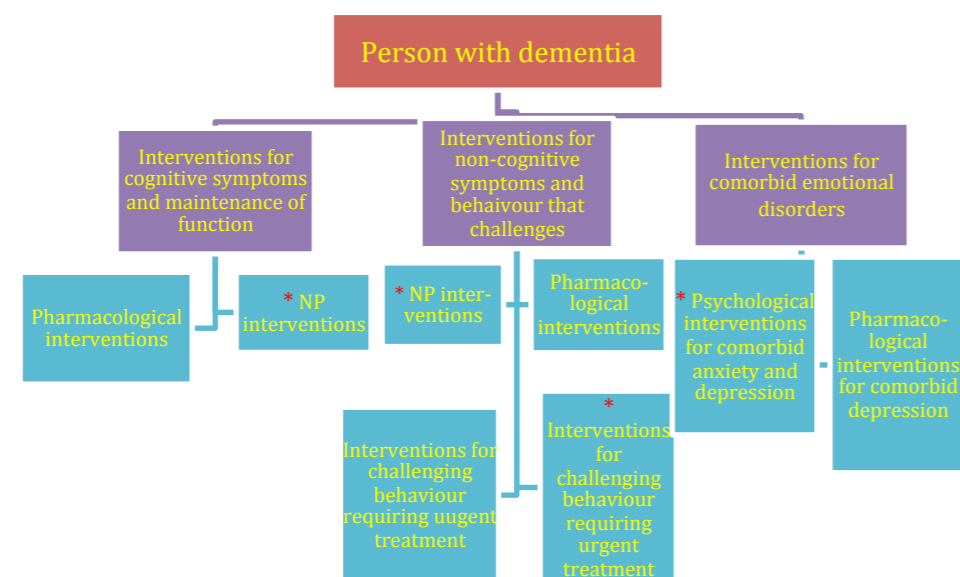 Person with dementia
Interventions for
cognitive symptoms
and maintenance of
function
Interventions for
non-cognitive
symptoms and
behaivour that
challenges
Interventions for
comorbid emotional
disorders
Pharmacological
interventions
* NP
interventions
* NP inter-
ventions
Pharmaco-
logical
interventions
* Psychological
interventions
for comorbid
anxiety and
depression
Pharmaco-
logical
interventions
for comorbid
depression
Interventions for
challenging
behaviour
requiring uugent
treatment
*
Interventions
for
challenging
behaviour
requiring
urgent
treatment